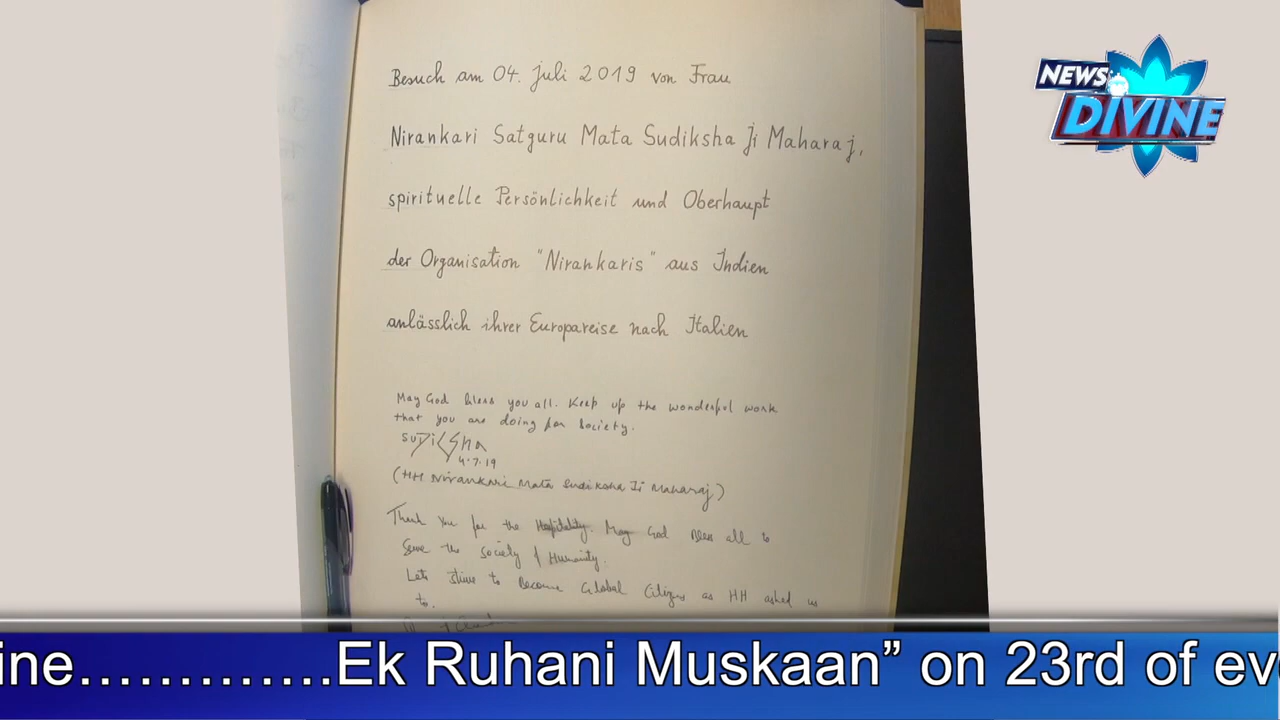 Besuch am 04. Juli 2019 von Frau
Nirankari Satguru Mata Sudiksha Ji Maharaj,
spirituelle Persönlichkeit und Oberhaupt
der Organisation "Nirankaris" aus Indien
anlässlich ihrer Europareise nach Italien
May God bless you all. Keep up the wonderful work
that you are doing for society.
SUDIKSHA
4.7.19
(HH Nirankari Mata Sudiksha Ji Maharaj)
Thank you for the Hospitality. May God Bless all to
Serve the Society & Humanity.
Lets strive to Become Global Citizens as HH asked us
to.
NEWS
DIVINE
ine.............Ek Ruhani Muskaan” on 23rd of eve